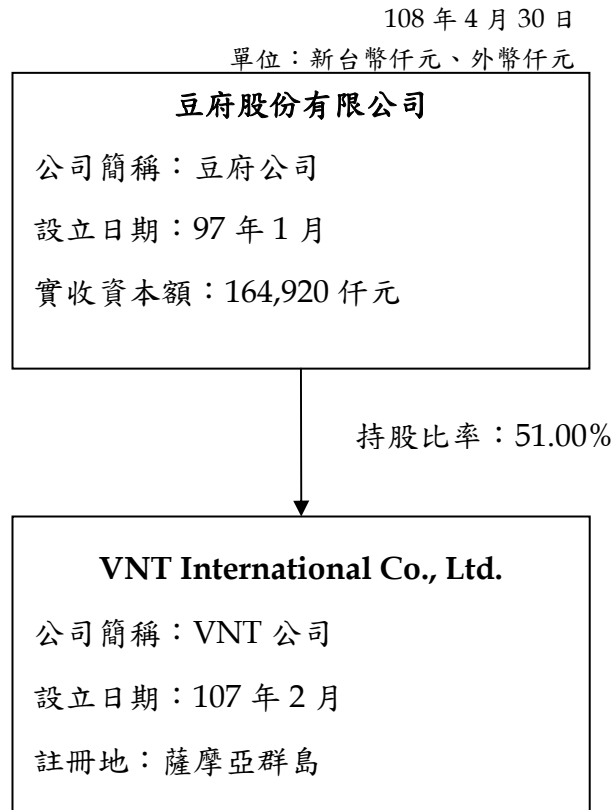 108 年 4 月 30 日
單位：新台幣仟元、外幣仟元
豆府股份有限公司
公司簡稱：豆府公司
設立日期：97 年 1 月
實收資本額：164,920 仟元
持股比率：51.00%
VNT International Co., Ltd.
公司簡稱：VNT 公司
設立日期：107 年 2 月
註冊地：薩摩亞群島